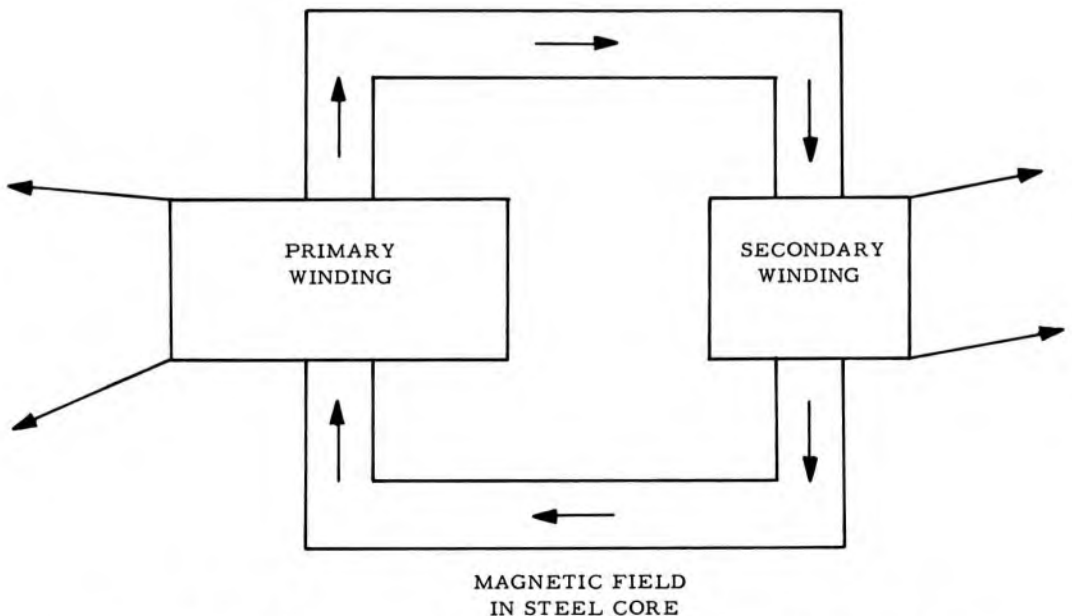 PRIMARY
WINDING
SECONDARY
WINDING
MAGNETIC FIELD
IN STEEL CORE